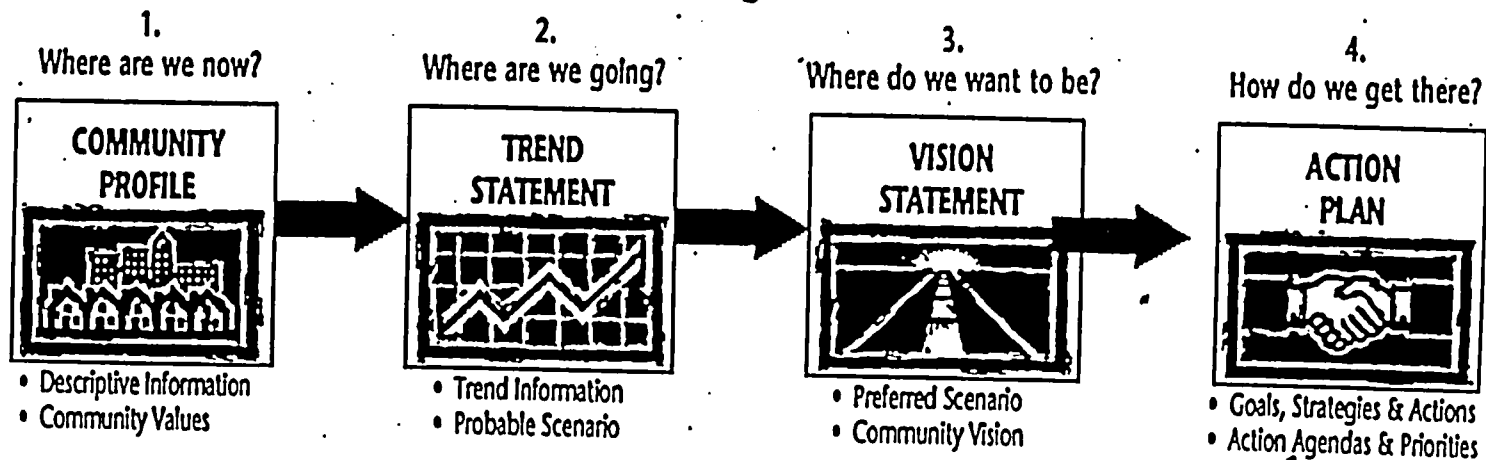 1.
Where are we now?
COMMUNITY
PROFILE
• Descriptive Information
• Community Values
2.
Where are we going?
TREND
STATEMENT
• Trend Information
• Probable Scenario
3.
Where do we want to be?
VISION
STATEMENT
• Preferred Scenario
• Community Vision
4.
How do we get there?
ACTION
PLAN
• Goals, Strategies & Actions
• Action Agendas & Priorities